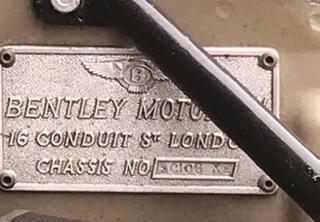 B
BENTLEY MOTO
16 CONDUIT ST LONDO
CHASSIS NO